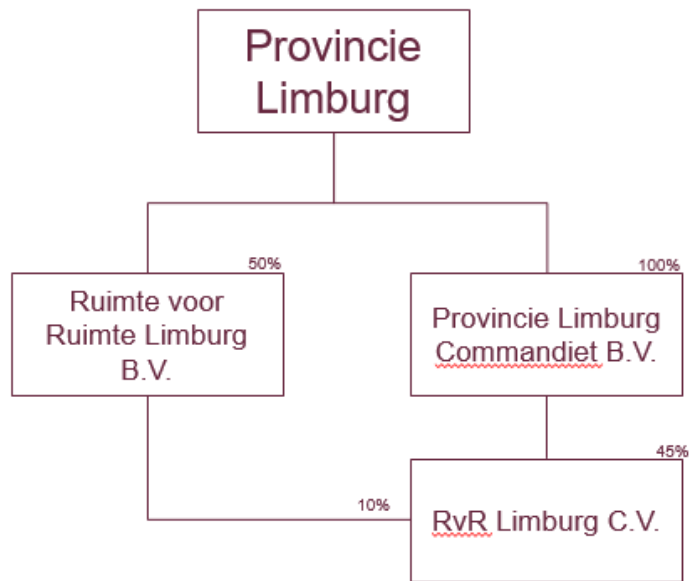 Provincie
Limburg
50%
100%
Ruimte voor
Ruimte Limburg
B.V.
Provincie Limburg
Commandiet B.V.
45%
10%
RvR Limburg C.V.